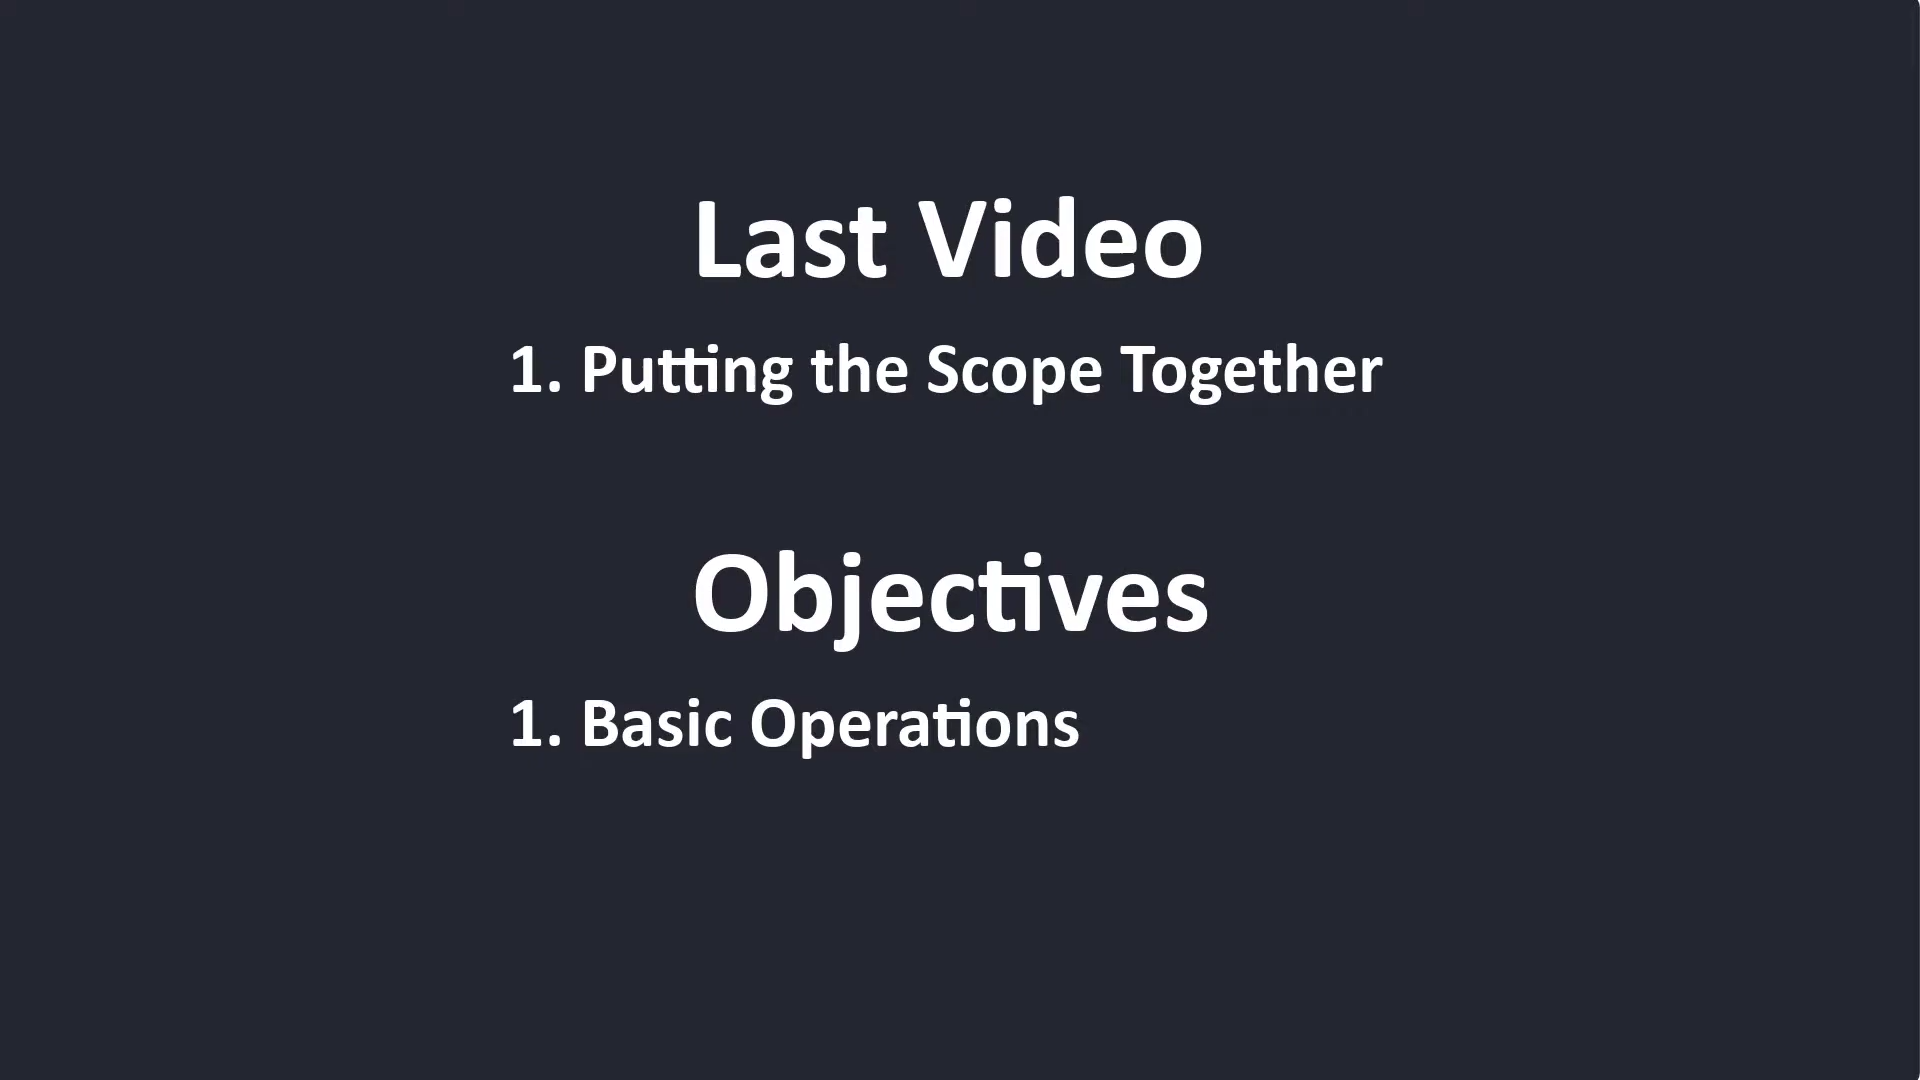 Last Video
1. Putting the Scope Together
Objectives
1. Basic Operations